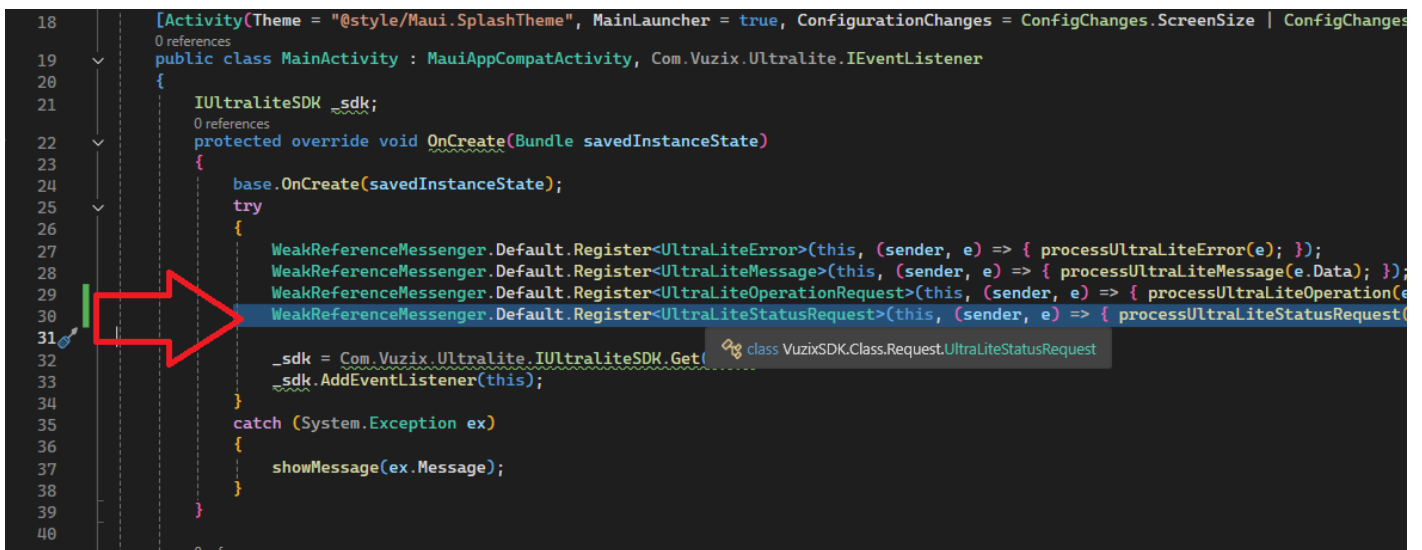 18 [Activity(Theme = "@style/Maui.SplashTheme", MainLauncher = true, ConfigurationChanges = ConfigChanges.ScreenSize | ConfigChanges
0 references
19 public class MainActivity : MauiAppCompatActivity, Com.Vuzix.Ultralite.IEventListener
20 {
21 IUltraliteSDK _sdk;
0 references
22 protected override void OnCreate(Bundle savedInstanceState)
23 {
24 base.OnCreate(savedInstanceState);
25 try
26 {
27 WeakReferenceMessenger.Default.Register<UltraLiteError>(this, (sender, e) => { processUltraLiteError(e); });
28 WeakReferenceMessenger.Default.Register<UltraLiteMessage>(this, (sender, e) => { processUltraLiteMessage(e.Data); });
29 WeakReferenceMessenger.Default.Register<UltraLiteOperationRequest>(this, (sender, e) => { processUltraLiteOperation(e
30 WeakReferenceMessenger.Default.Register<UltraLiteStatusRequest>(this, (sender, e) => { processUltraLiteStatusRequest(
31
class VuzixSDK.Class.Request.UltraLiteStatusRequest
32 _sdk = Com.Vuzix.Ultralite.IUltraliteSDK.Get(
33 _sdk.AddEventListener(this);
34 }
35 catch (System.Exception ex)
36 {
37 showMessage(ex.Message);
38 }
39 }
40